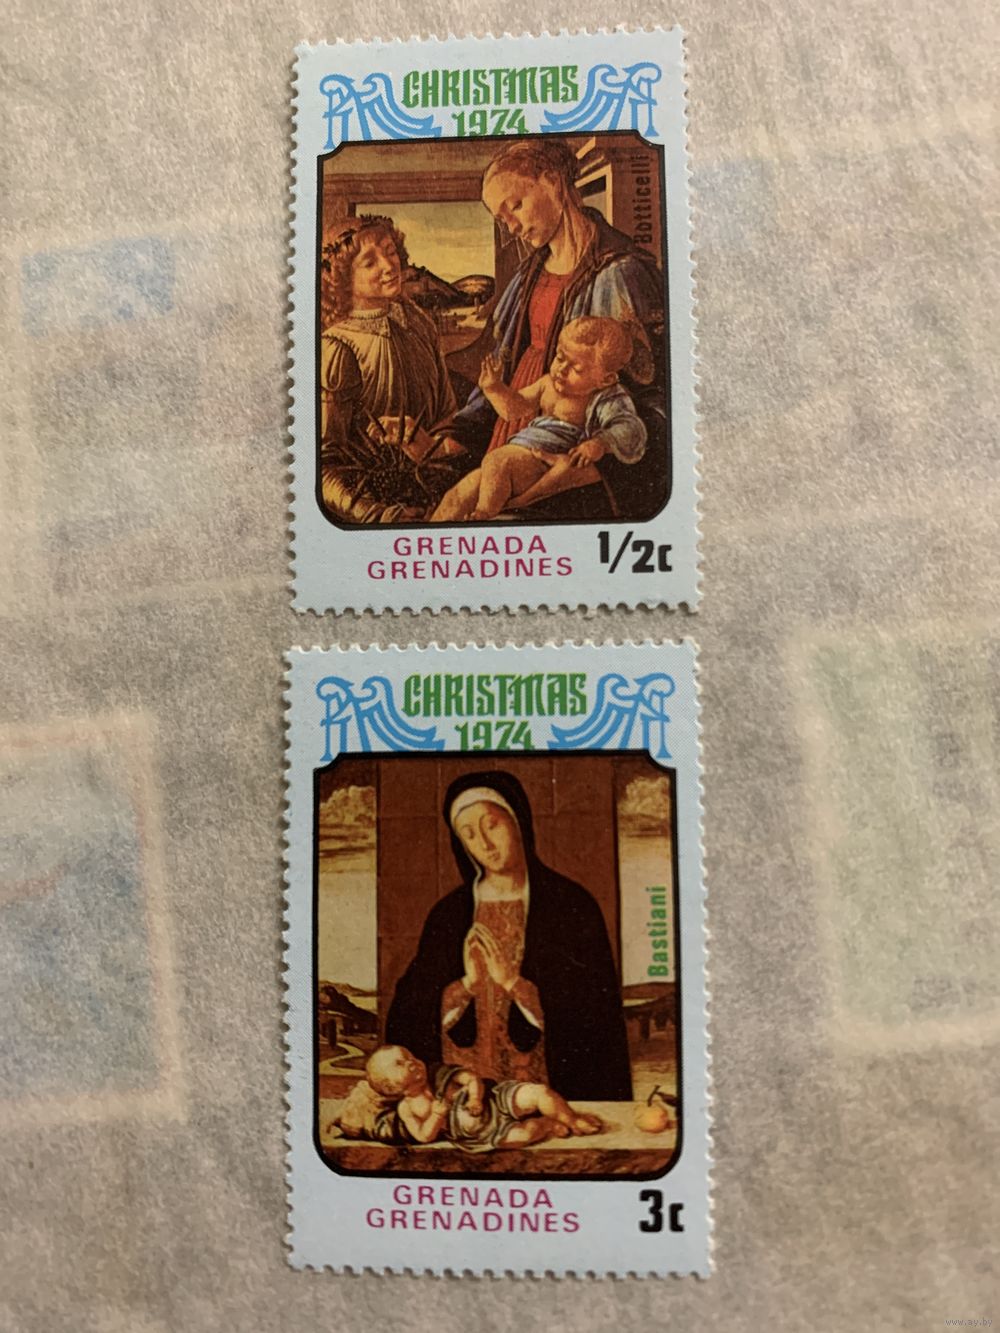 CHRISTMAS
1974
Botticelli
GRENADA
GRENADINES
1/2c
CHRISTMAS
1974
Bastiani
GRENADA
GRENADINES
3c
www.ay.by